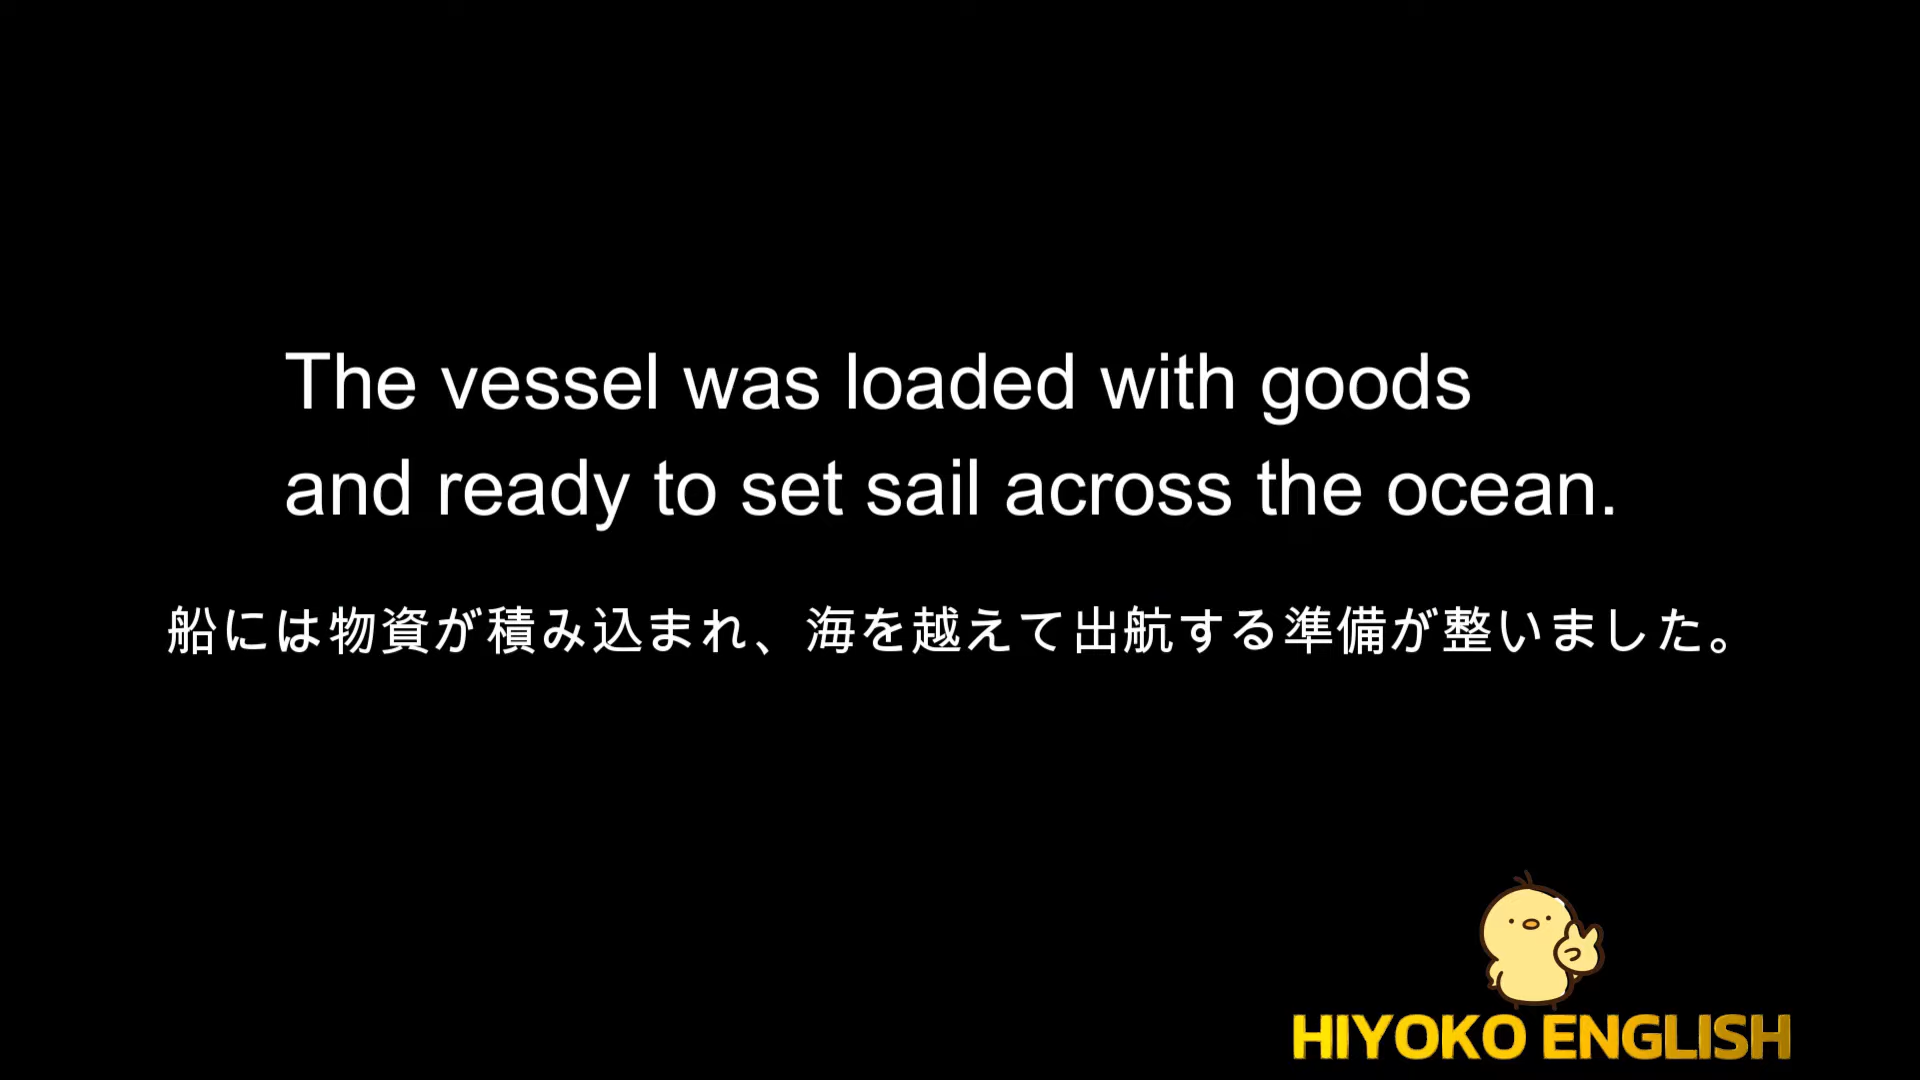 The vessel was loaded with goods
and ready to set sail across the ocean.
船には物資が積み込まれ、海を越えて出航する準備が整いました。
HIYOKO ENGLISH